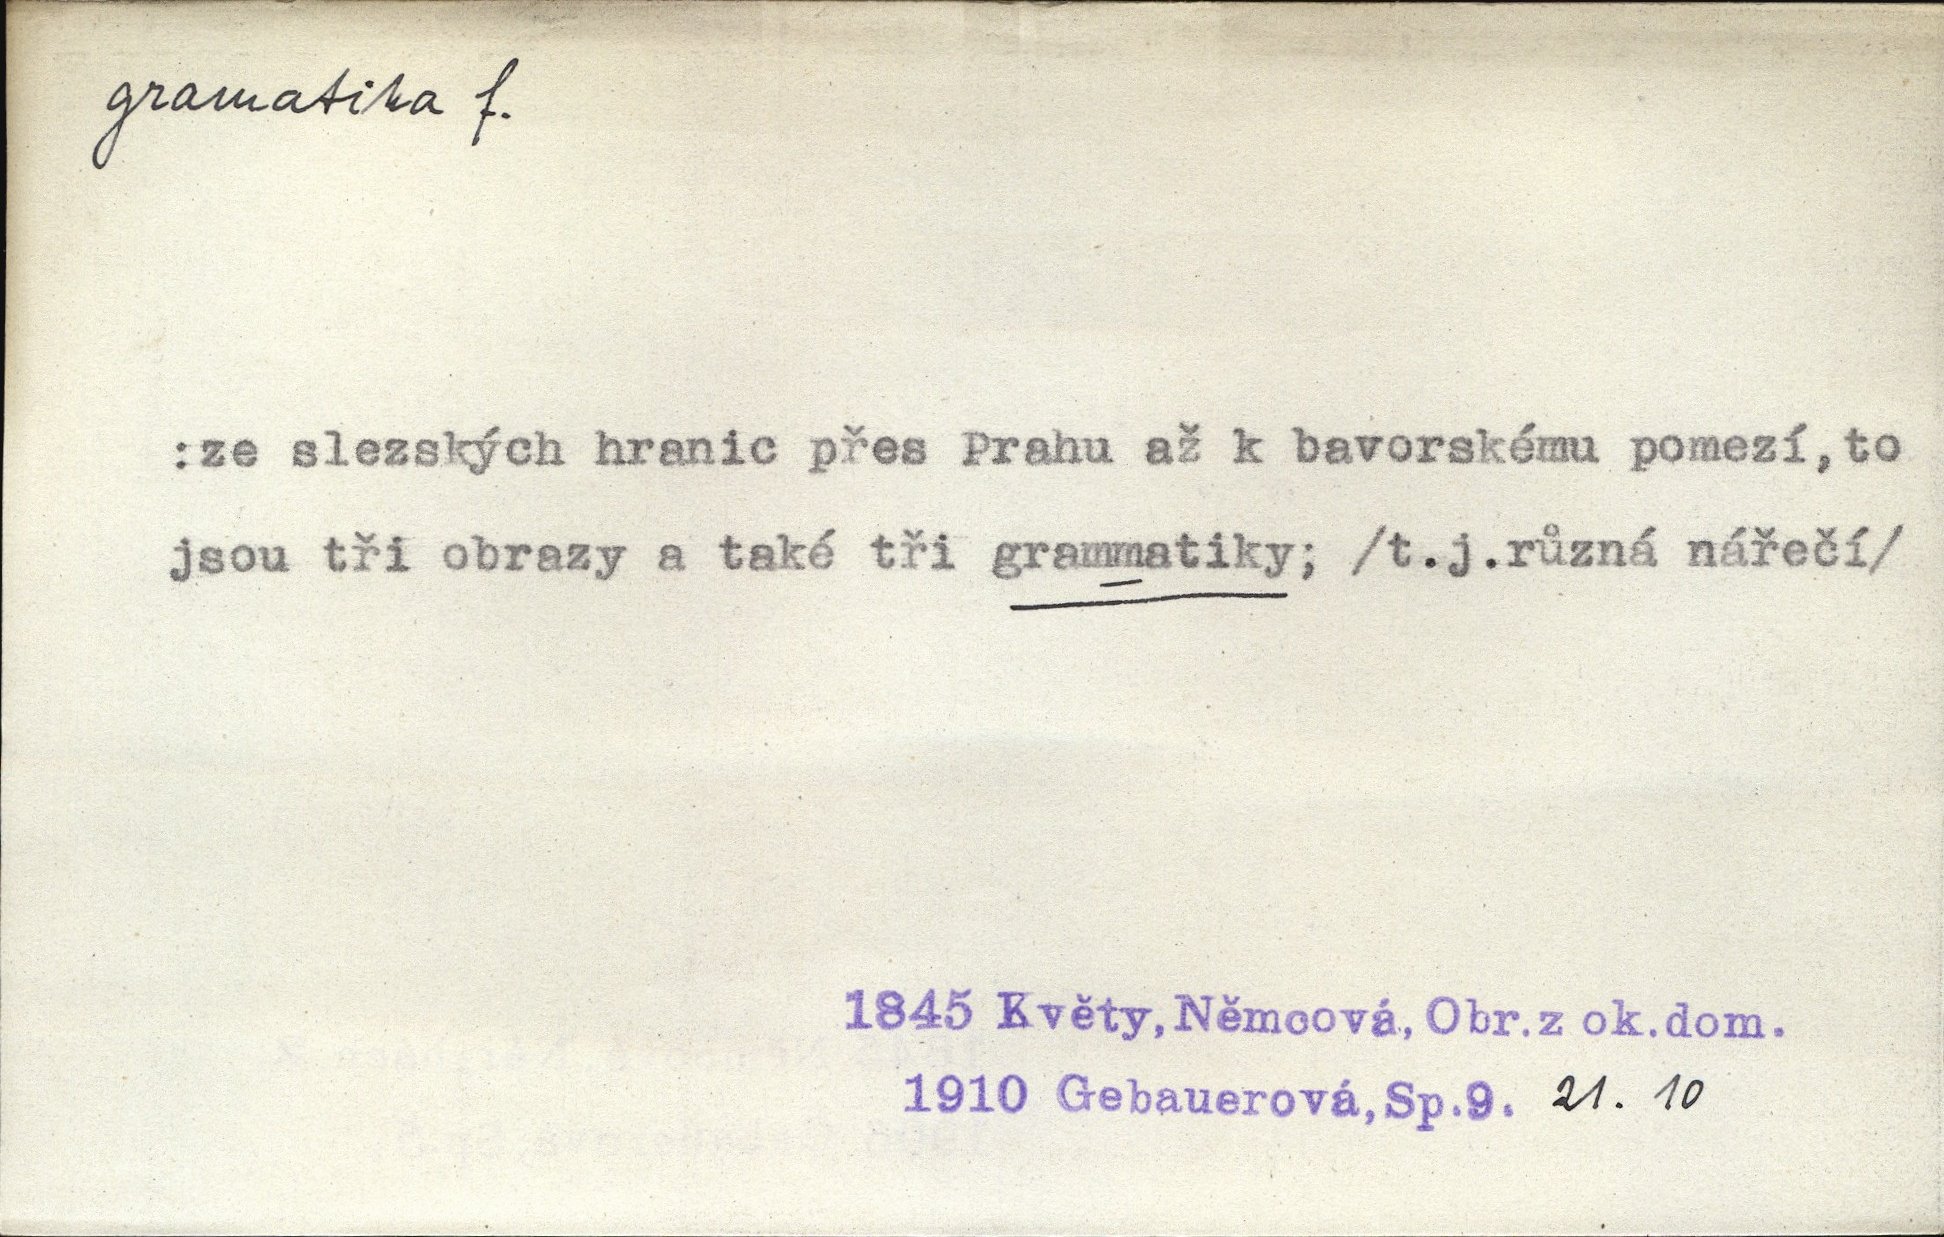 gramatika f.
:ze slezských hranic přes Prahu až k bavorskému pomezí,to
jsou tři obrazy a také tři grammatiky; /t.j.různá nářečí/
1845 Květy,Němcová,Obr.z ok.dom.
1910 Gebauerová,Sp.9. 21. 10